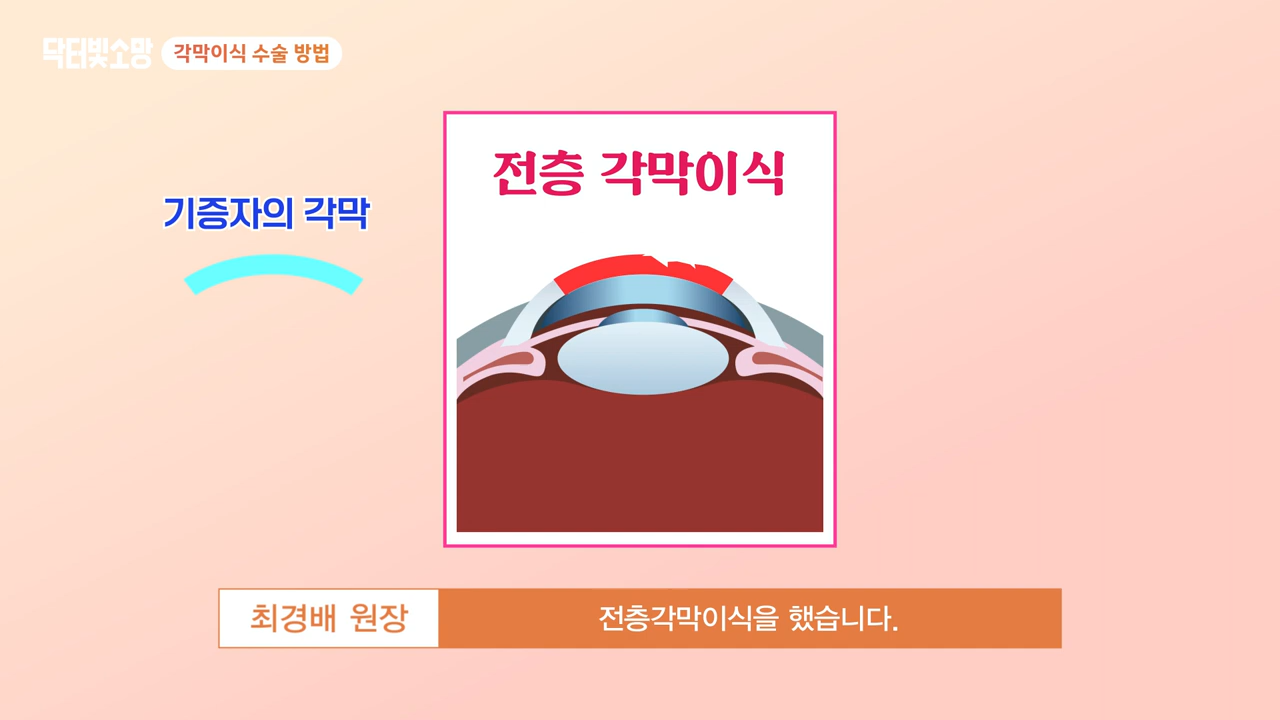 닥터빛소망 각막이식 수술 방법
전층 각막이식
기증자의 각막
최경배 원장 전층각막이식을 했습니다.